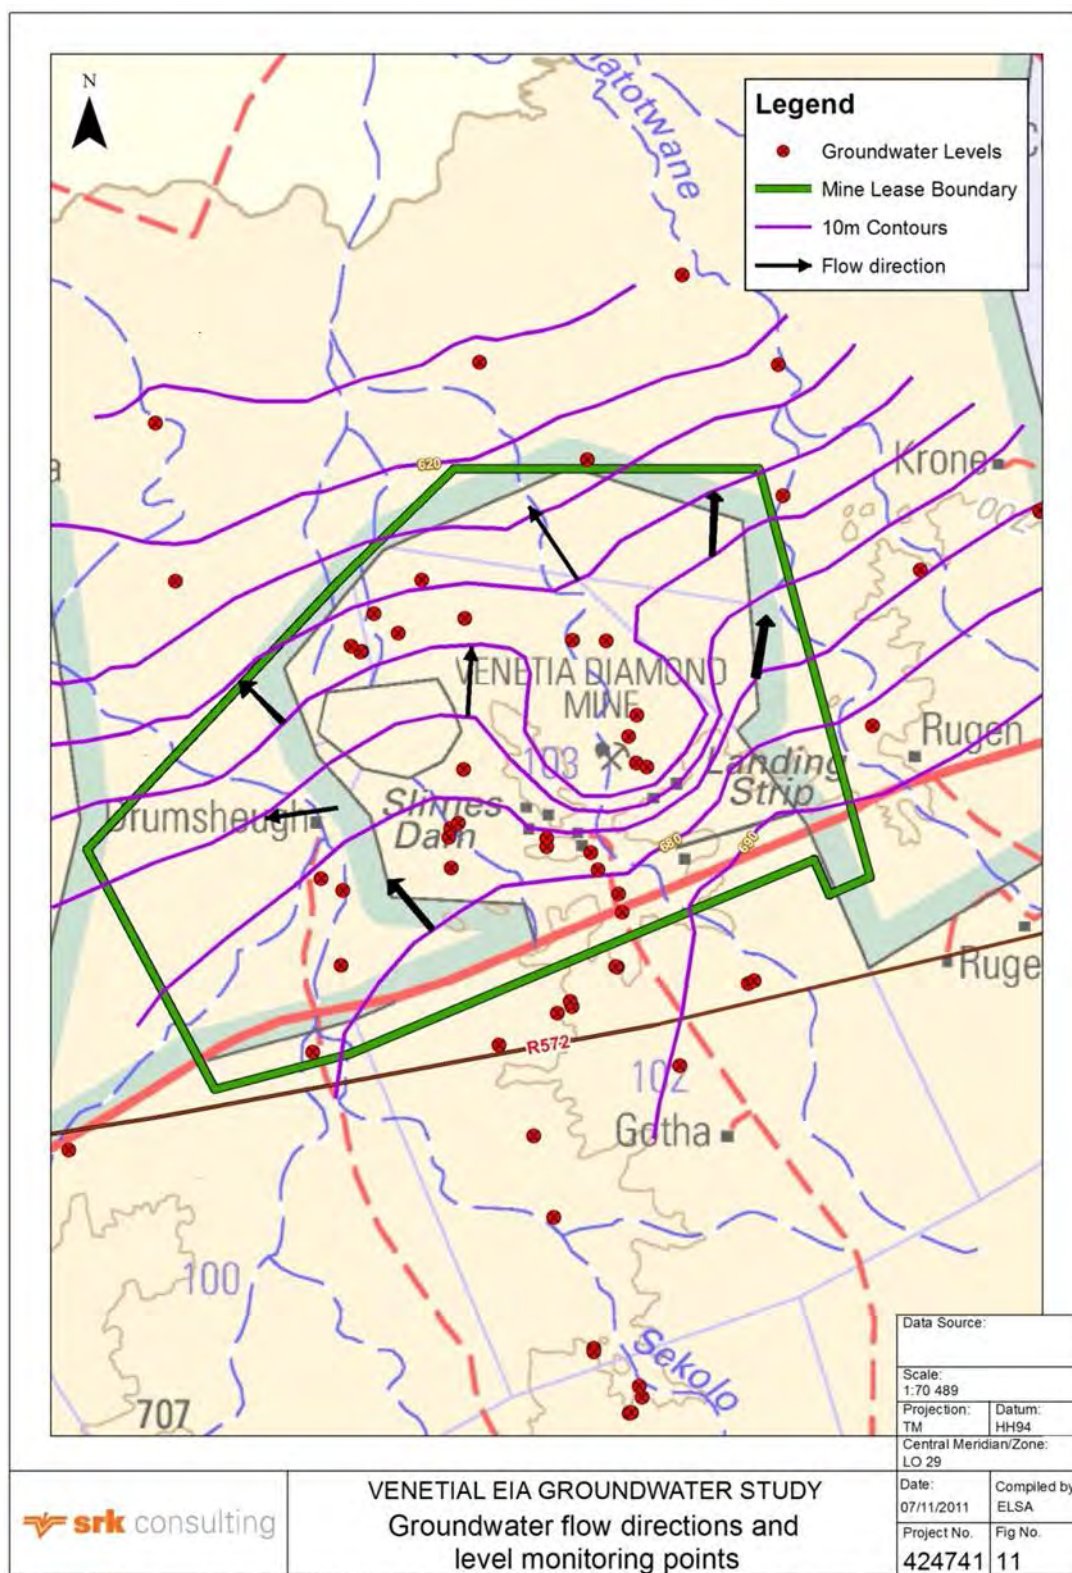 N
atotwane
Legend
Groundwater Levels
Mine Lease Boundary
10m Contours
Flow direction
a
620
Krone
700
VENETIA DIAMOND
MINE
103
Landing
Strip
Rugen
Drumsheugh
Slimes
Dam
680
690
Ruge
R572
102
Gotha
100
Sekolo
707
Data Source:
Scale:
1:70 489
Projection:
TM
Datum:
HH94
Central Meridian/Zone:
LO 29
srk consulting
VENETIAL EIA GROUNDWATER STUDY
Groundwater flow directions and
level monitoring points
Date:
07/11/2011
Compiled by
ELSA
Project No.
424741
Fig No.
11